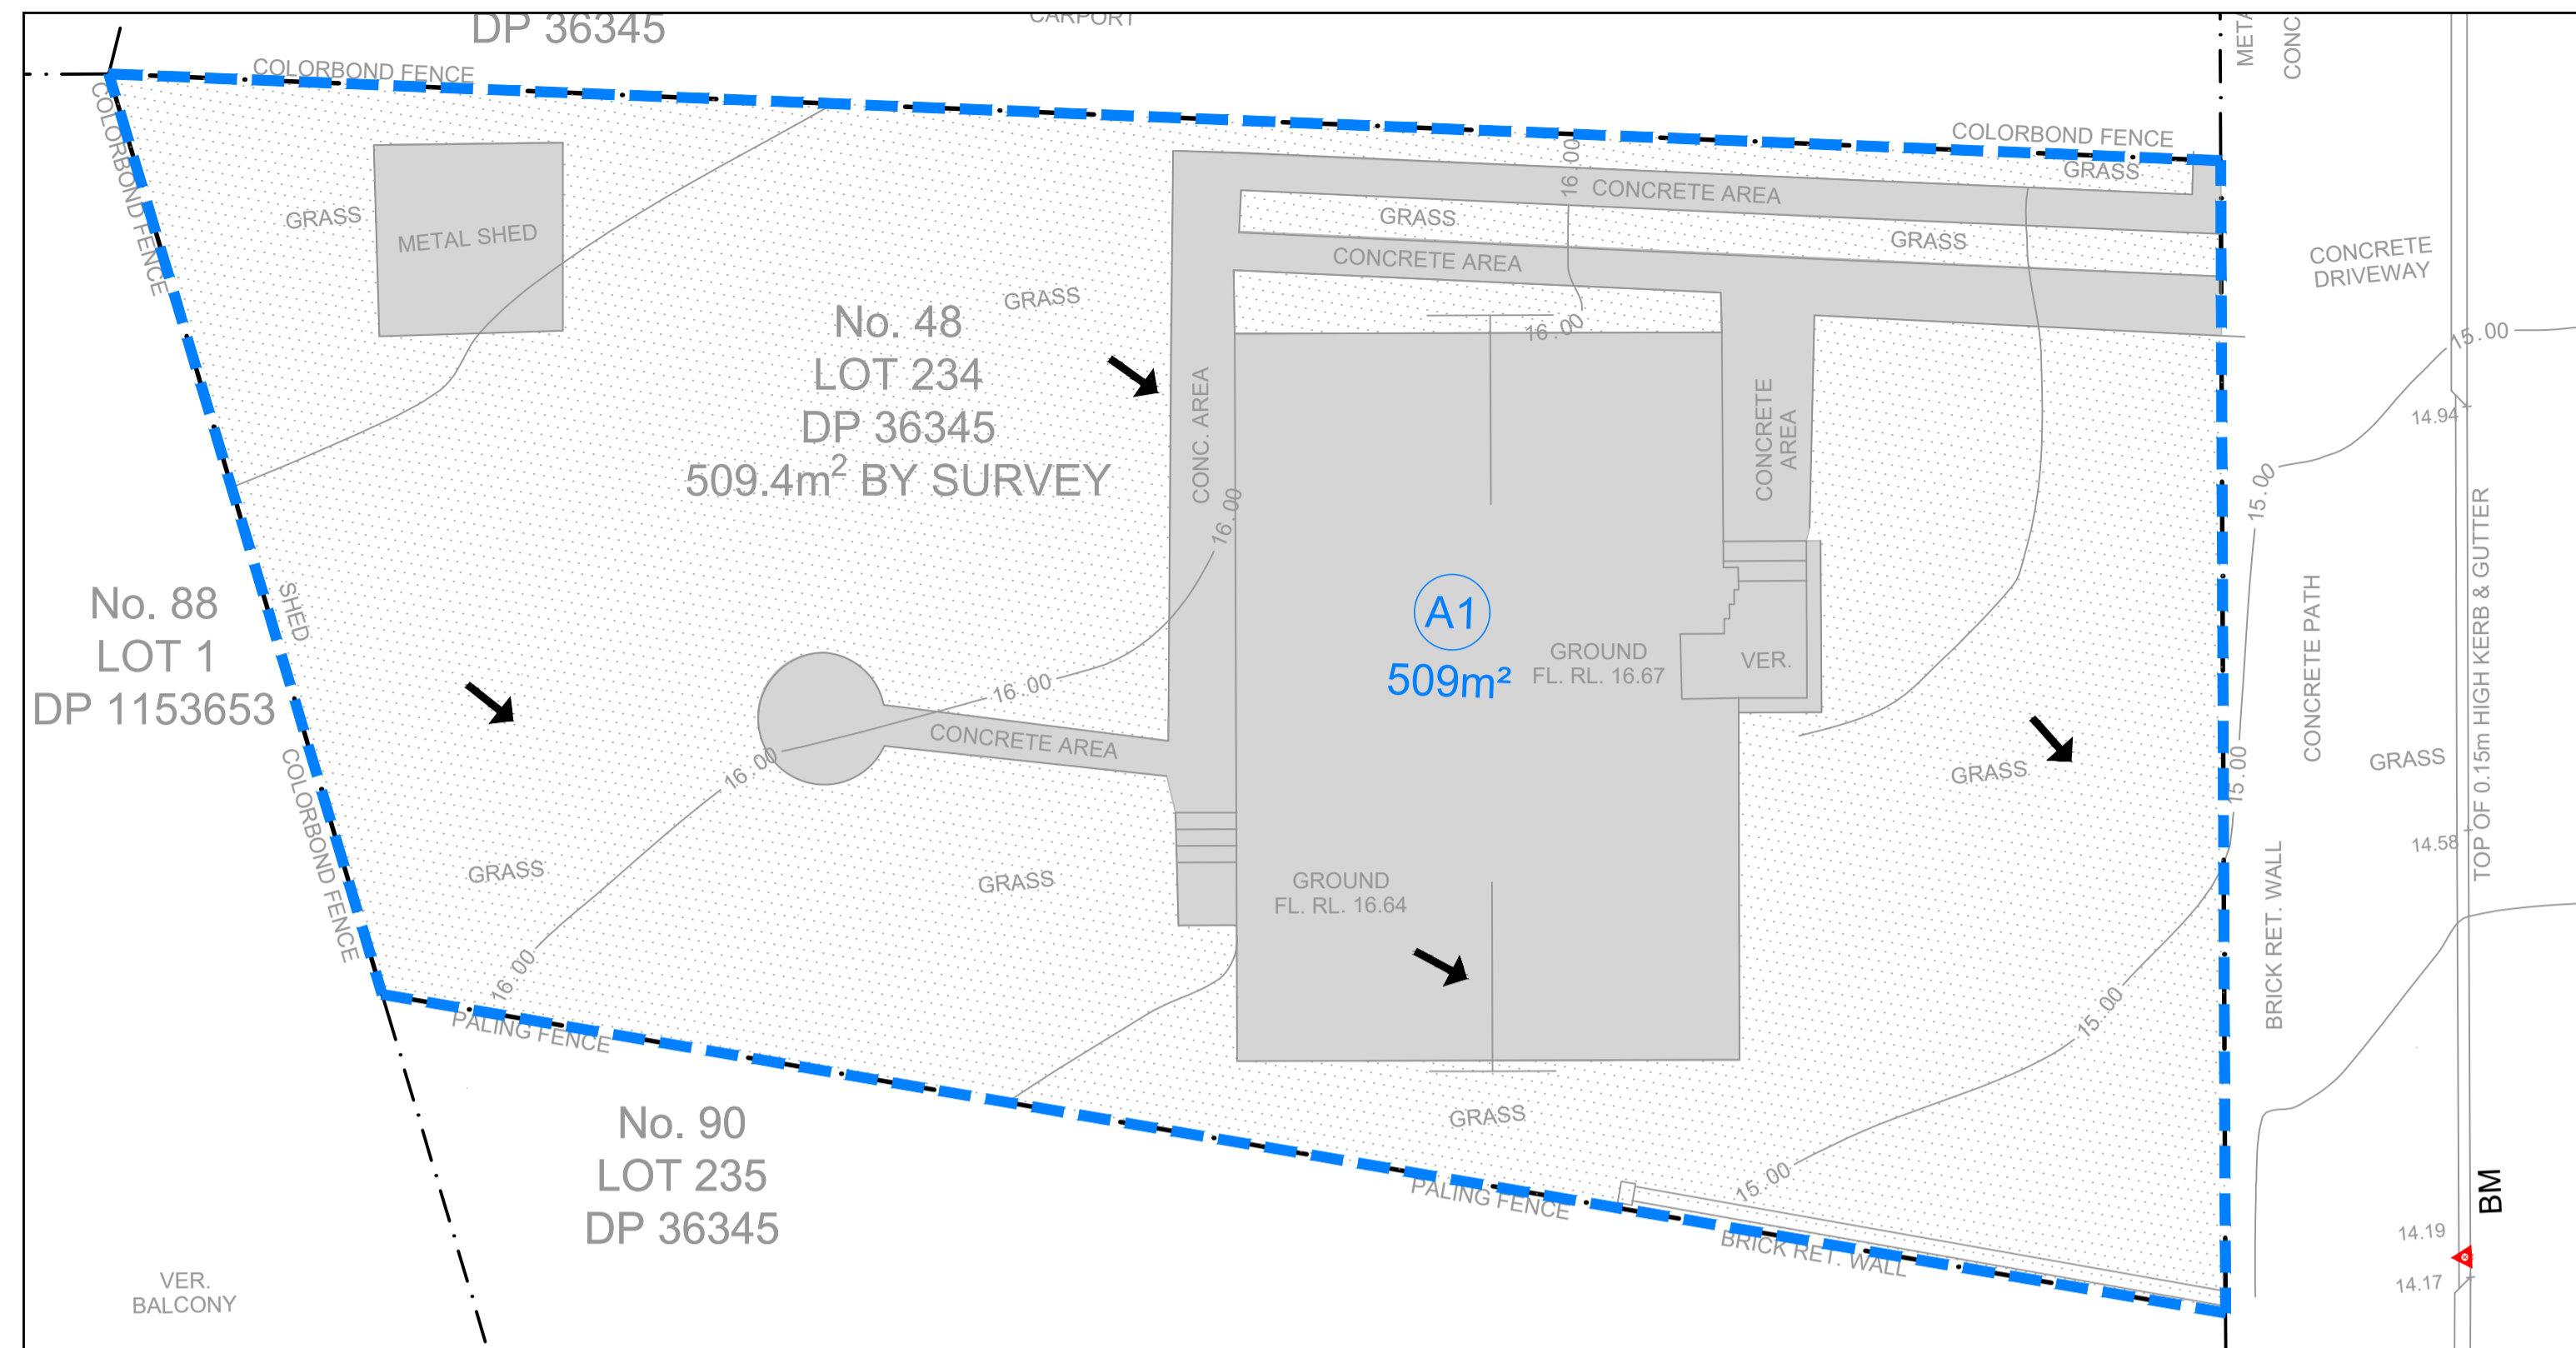 DP 36345
CARPORT
COLORBOND FENCE
COLORBOND FENCE
COLORBOND FENCE
GRASS
16.00
CONCRETE AREA
GRASS
METAL SHED
GRASS
GRASS
CONCRETE AREA
CONCRETE
DRIVEWAY
GRASS
No. 48
LOT 234
DP 36345
509.4m² BY SURVEY
16.00
15.00
14.94
CONC. AREA
CONCRETE
AREA
16.00
15.00
TOP OF 0.15m HIGH KERB & GUTTER
No. 88
LOT 1
DP 1153653
SHED
A1
509m²
GROUND
FL. RL. 16.67
VER.
CONCRETE PATH
16.00
CONCRETE AREA
16.00
COLORBOND FENCE
GRASS
GRASS
15.00
14.58
GRASS
GRASS
GROUND
FL. RL. 16.64
BRICK RET. WALL
16.00
PALING FENCE
15.00
No. 90
LOT 235
DP 36345
GRASS
15.00
PALING FENCE
BRICK RET. WALL
BM
14.19
14.17
VER.
BALCONY